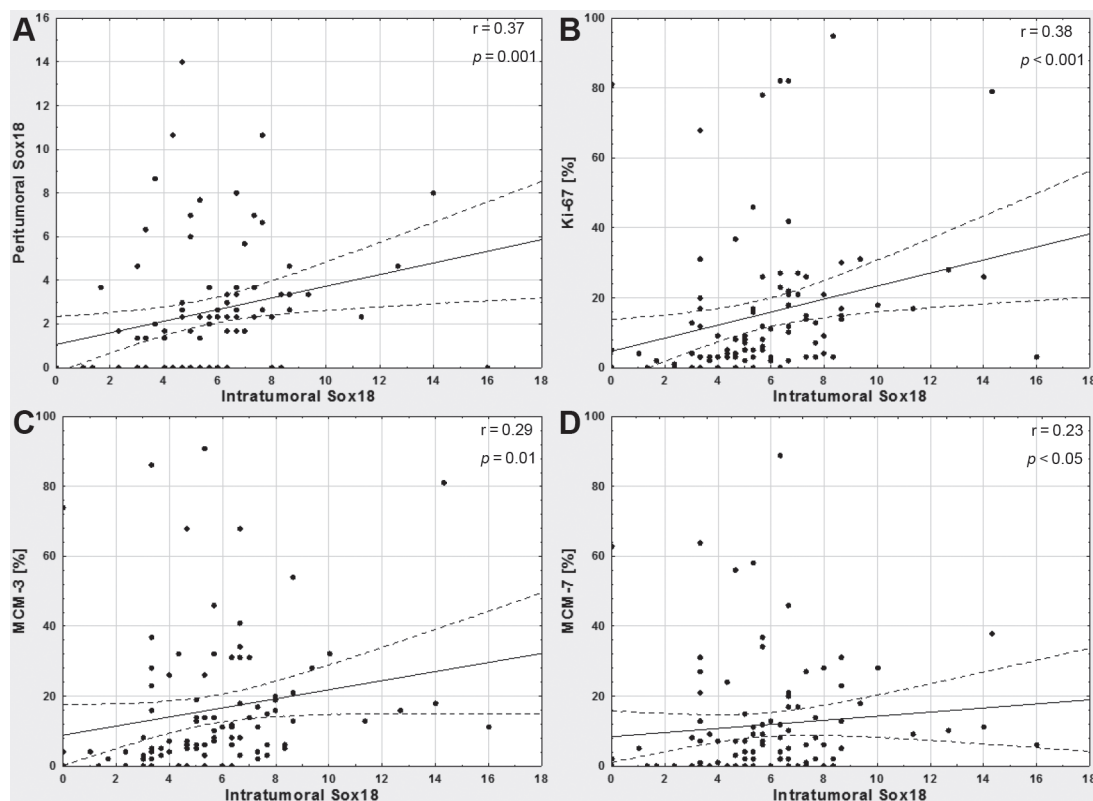 A
r = 0.37
p = 0.001
Peritumoral Sox18
16
14
12
10
8
6
4
2
0
0 2 4 6 8 10 12 14 16 18
Intratumoral Sox18
B
r = 0.38
p < 0.001
Ki-67 [%]
100
80
60
40
20
0
0 2 4 6 8 10 12 14 16 18
Intratumoral Sox18
C
r = 0.29
p = 0.01
MCM-3 [%]
100
80
60
40
20
0
0 2 4 6 8 10 12 14 16 18
Intratumoral Sox18
D
r = 0.23
p < 0.05
MCM-7 [%]
100
80
60
40
20
0
0 2 4 6 8 10 12 14 16 18
Intratumoral Sox18